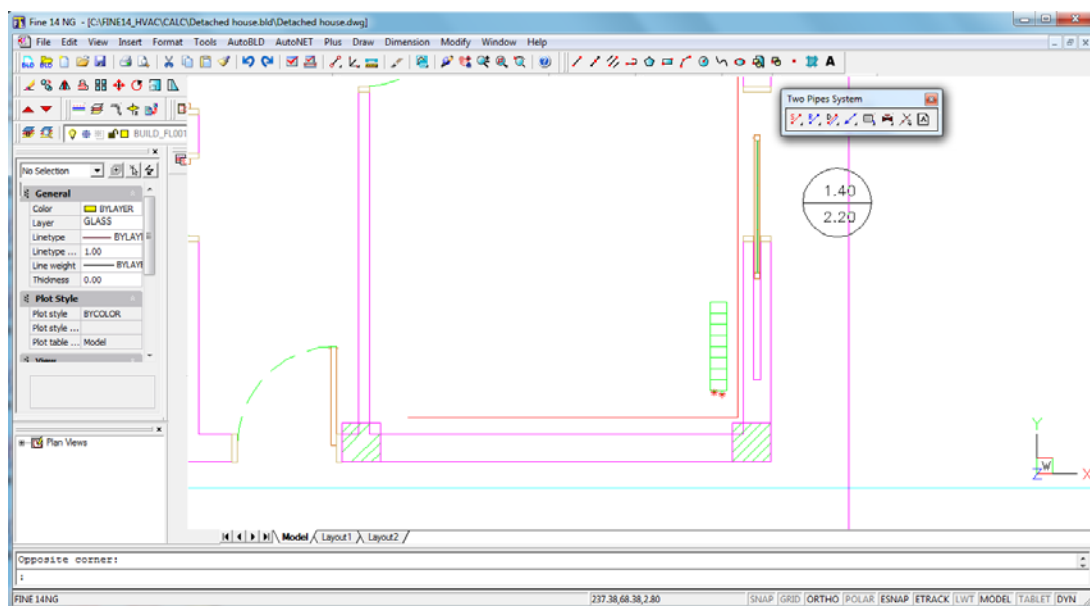 Fine 14 NG - [C:\FINE14_HVAC\CALC\Detached house.bld\Detached house.dwg]
File Edit View Insert Format Tools AutoBLD AutoNET Plus Draw Dimension Modify Window Help
BLD BLD
Two Pipes System
BUILD_FL001
No Selection
General
Color BYLAYER
Layer GLASS
Linetype BYLAYI
Linetype ... 1.00
Line weight BYLAYI
Thickness 0.00
Plot Style
Plot style BYCOLOR
Plot style ...
Plot table ... Model
View
1.40
2.20
Plan Views
Y
W
Z X
Model Layout1 Layout2
Opposite corner:
:
FINE 14NG 237.38,68.38,2.80 SNAP GRID ORTHO POLAR ESNAP ETRACK LWT MODEL TABLET DYN